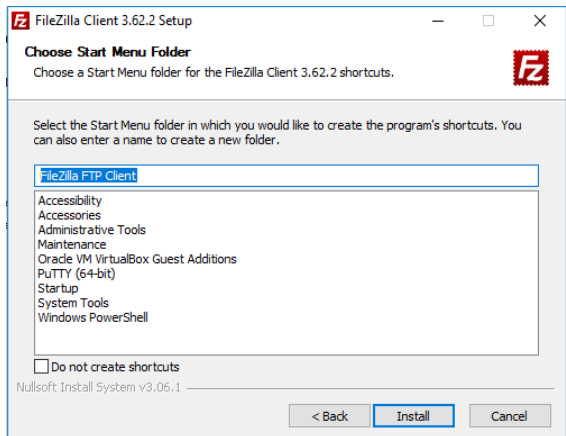 FileZilla Client 3.62.2 Setup
Choose Start Menu Folder
Choose a Start Menu folder for the FileZilla Client 3.62.2 shortcuts.
Fz
Select the Start Menu folder in which you would like to create the program's shortcuts. You
can also enter a name to create a new folder.
FileZilla FTP Client
Accessibility
Accessories
Administrative Tools
Maintenance
Oracle VM VirtualBox Guest Additions
PuTTY (64-bit)
Startup
System Tools
Windows PowerShell
Do not create shortcuts
Nullsoft Install System v3.06.1
< Back
Install
Cancel